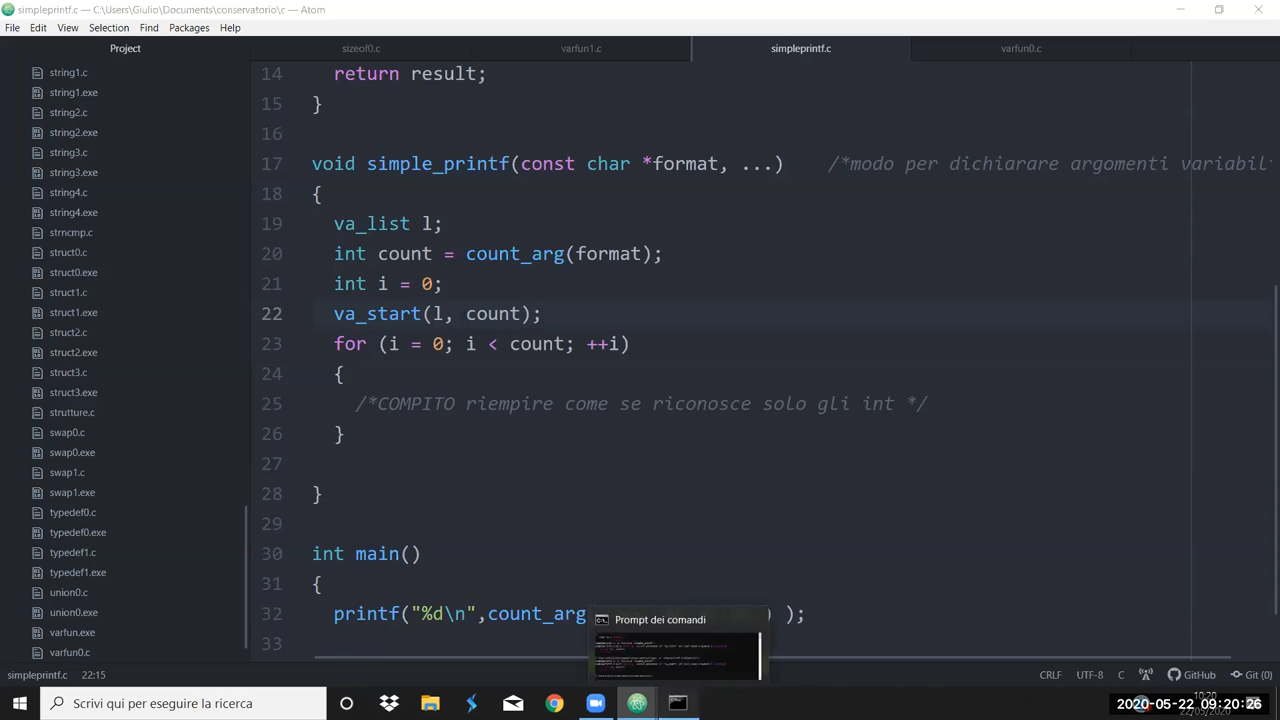 simpleprintf.c — C:\Users\Giulio\Documents\conservatorio\c — Atom
File Edit View Selection Find Packages Help
Project
sizeof0.c varfun1.c simpleprintf.c varfun0.c
string1.c
string1.exe
string2.c
string2.exe
string3.c
string3.exe
string4.c
string4.exe
strncmp.c
struct0.c
struct0.exe
struct1.c
struct1.exe
struct2.c
struct2.exe
struct3.c
struct3.exe
strutture.c
swap0.c
swap0.exe
swap1.c
swap1.exe
typedef0.c
typedef0.exe
typedef1.c
typedef1.exe
union0.c
union0.exe
varfun.exe
varfun0.c
14 return result;
15 }
16
17 void simple_printf(const char *format, ...) /*modo per dichiarare argomenti variabil
18 {
19 va_list l;
20 int count = count_arg(format);
21 int i = 0;
22 va_start(l, count);
23 for (i = 0; i < count; ++i)
24 {
25 /*COMPITO riempire come se riconosce solo gli int */
26 }
27
28 }
29
30 int main()
31 {
32 printf("%d\n",count_arg ) );
33
Prompt dei comandi
simpleprintf.c 22:15 CRLF UTF-8 C GitHub Git (0)
Scrivi qui per eseguire la ricerca
10:20
2020-05-22 09:20:26